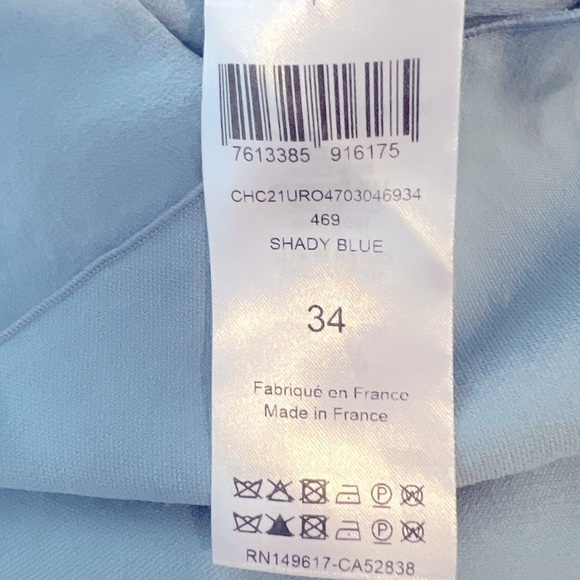 7613385 916175
CHC21URO4703046934
469
SHADY BLUE
34
Fabriqué en France
Made in France
P W
P W
RN149617-CA52838